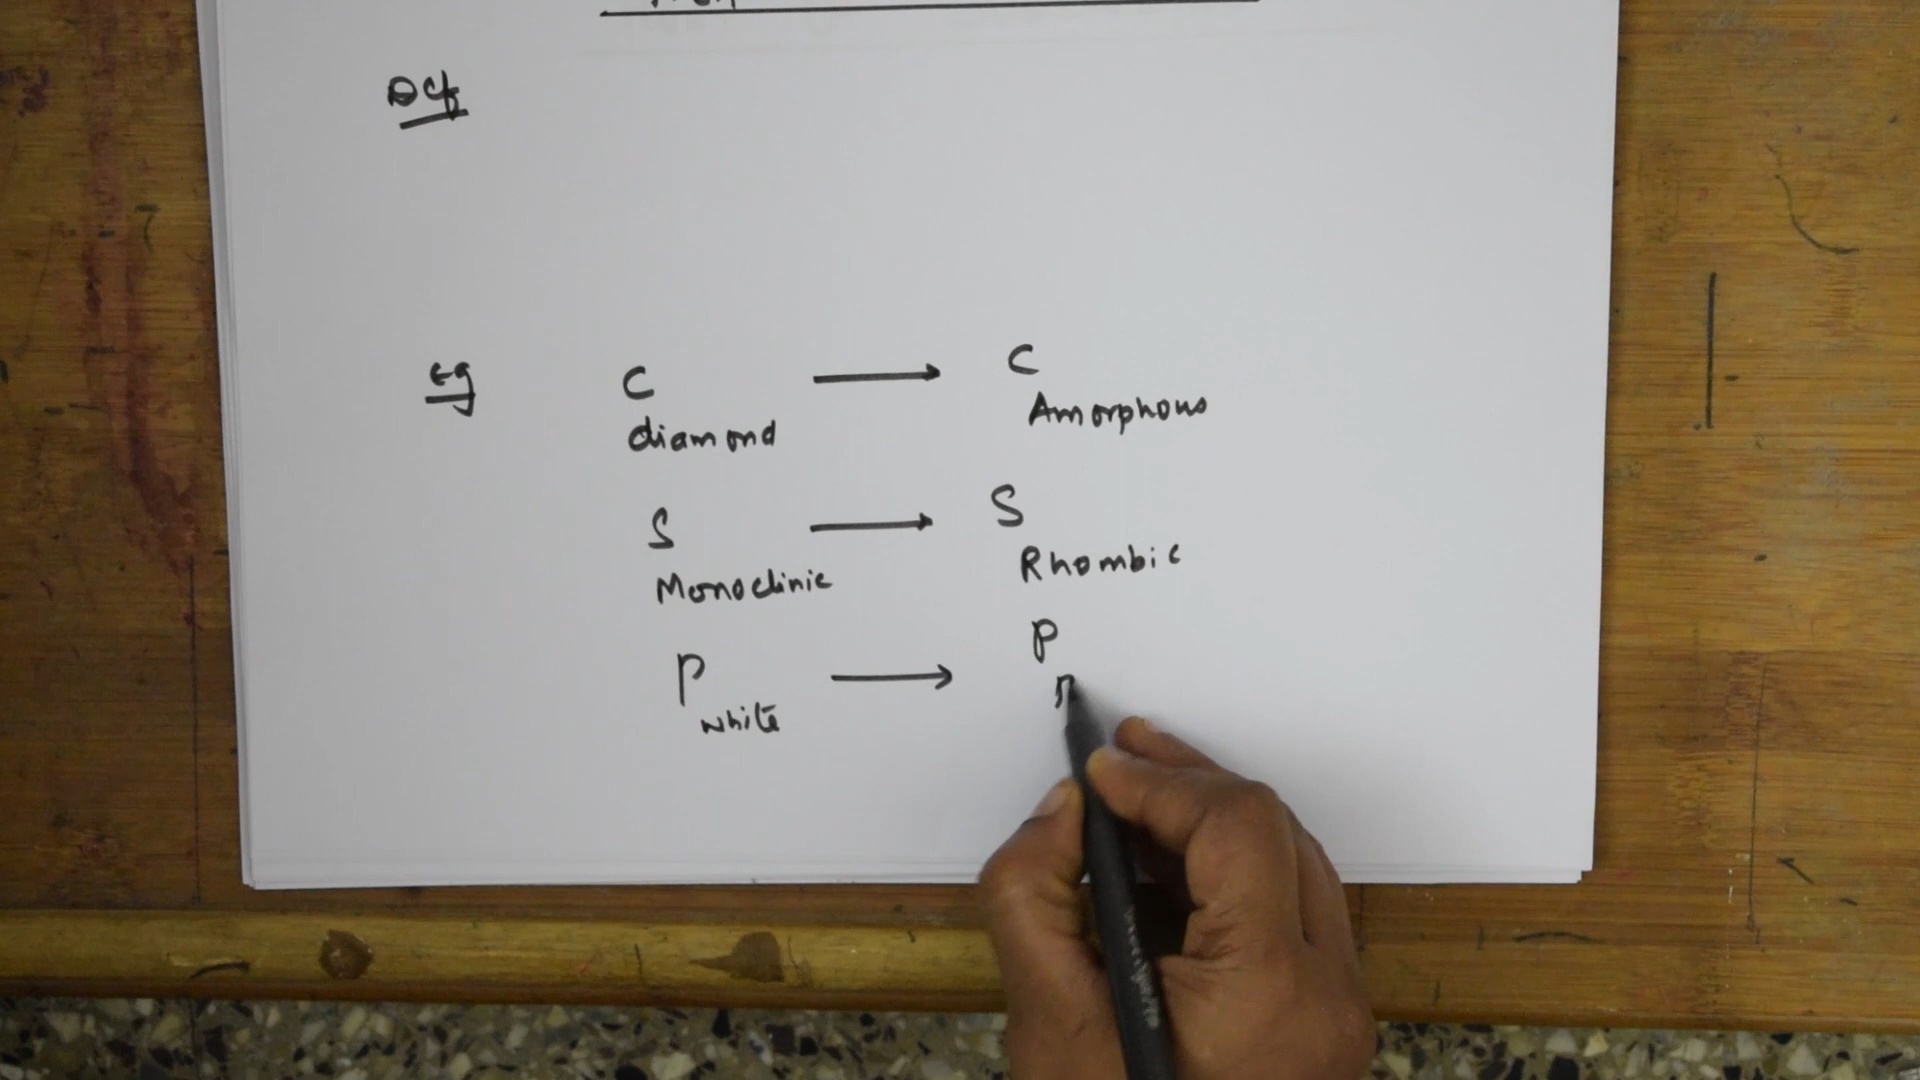 Def
eg C ⟶ C
diamond Amorphous
S ⟶ S
Monoclinic Rhombic
P ⟶ P
white